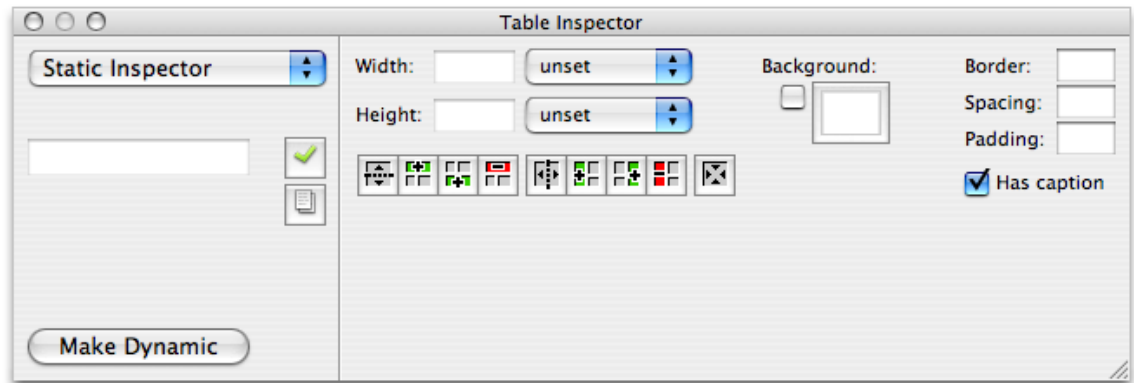 Table Inspector
Static Inspector
Make Dynamic
Width:
unset
Height:
unset
Background:
Border:
Spacing:
Padding:
Has caption